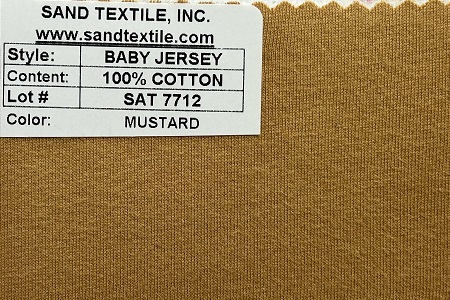 SAND TEXTILE, INC.
www.sandtextile.com
Style: BABY JERSEY
Content: 100% COTTON
Lot # SAT 7712
Color: MUSTARD